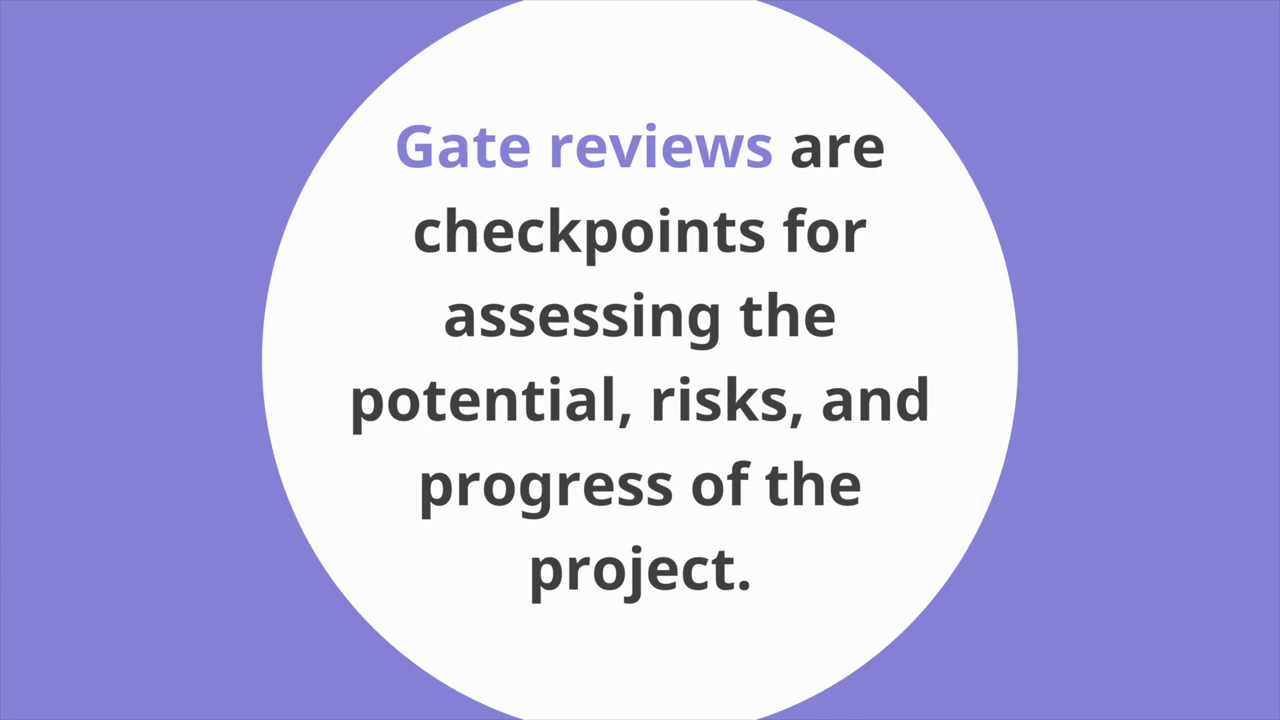 Gate reviews are
checkpoints for
assessing the
potential, risks, and
progress of the
project.